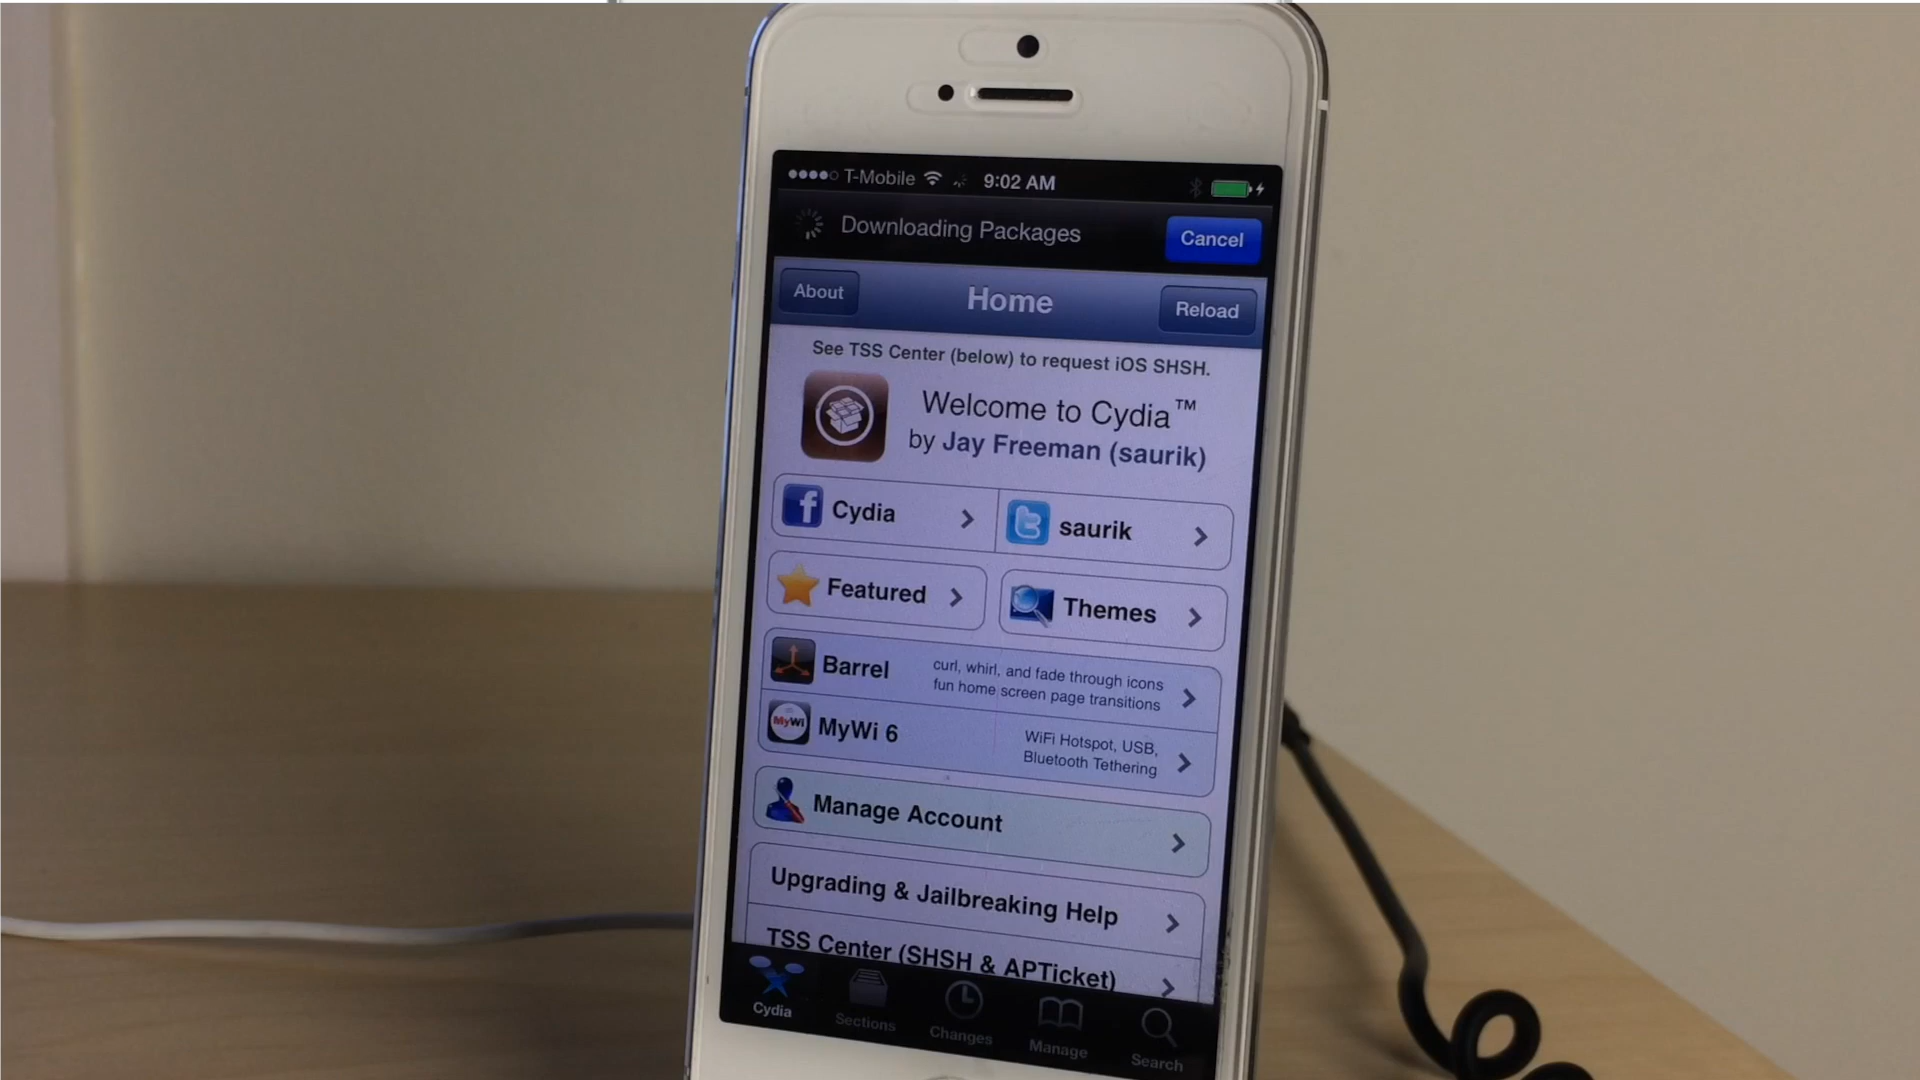 T-Mobile 9:02 AM
Downloading Packages Cancel
About Home Reload
See TSS Center (below) to request iOS SHSH.
Welcome to Cydia™
by Jay Freeman (saurik)
Cydia saurik
Featured Themes
Barrel curl, whirl, and fade through icons
fun home screen page transitions
MyWi
MyWi 6 WiFi Hotspot, USB,
Bluetooth Tethering
Manage Account
Upgrading & Jailbreaking Help
TSS Center (SHSH & APTicket)
Cydia Sections Changes Manage Search